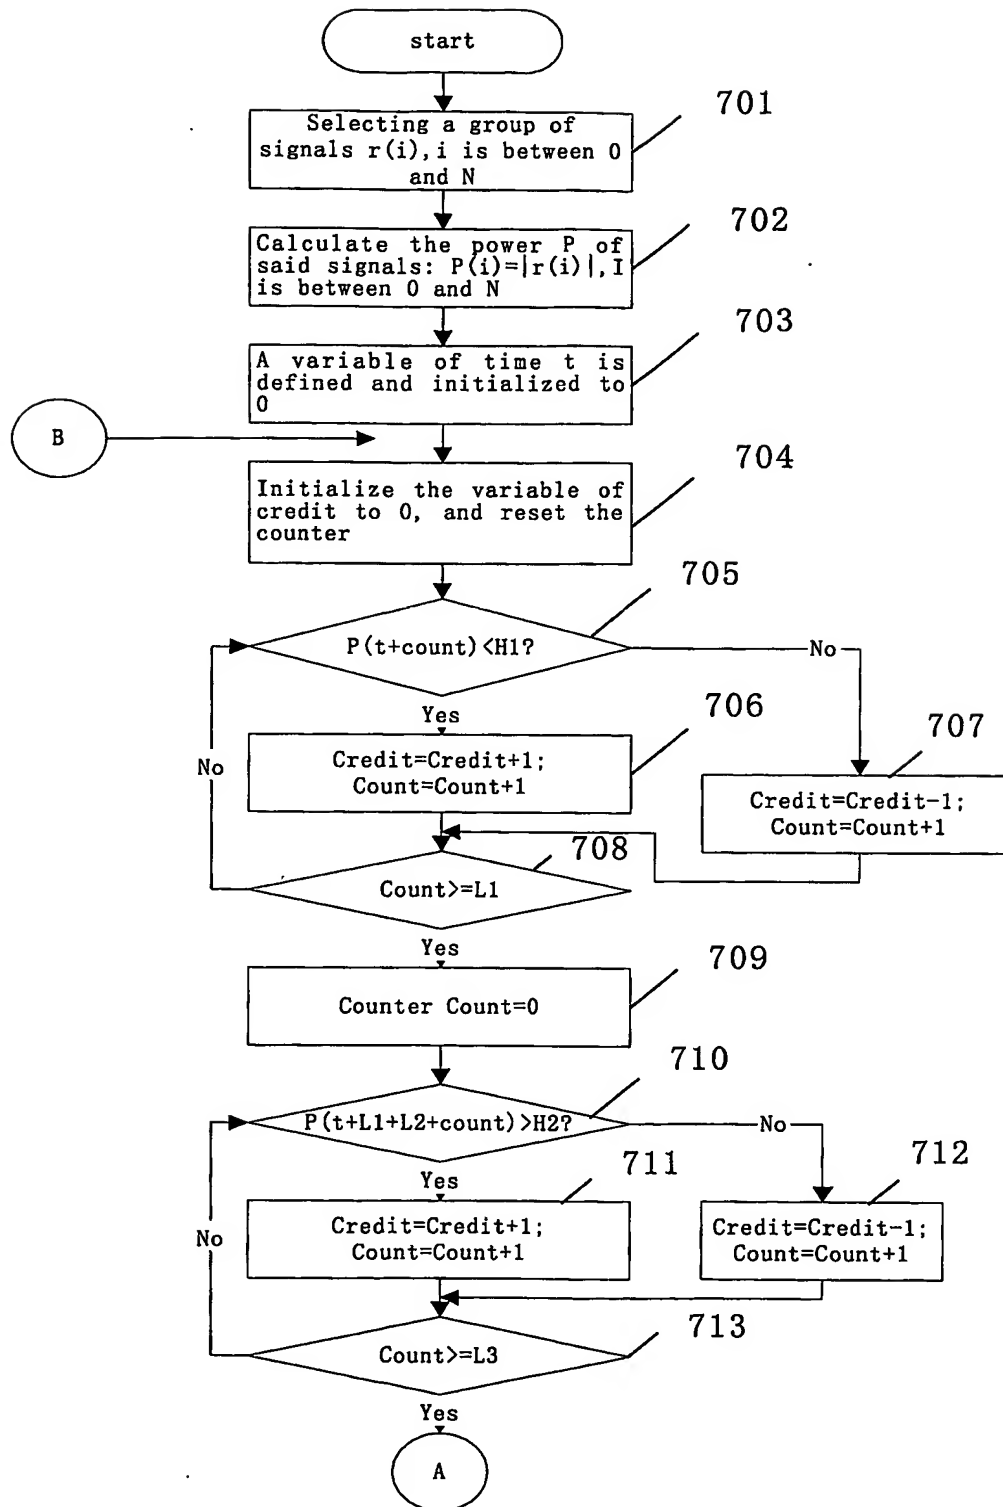 start
701
Selecting a group of
signals r(i), i is between 0
and N
702
Calculate the power P of
said signals: P(i)=|r(i)|, I
is between 0 and N
703
A variable of time t is
defined and initialized to
0
B
704
Initialize the variable of
credit to 0, and reset the
counter
705
P(t+count)<H1?
No
Yes
706
707
No
Credit=Credit+1;
Count=Count+1
Credit=Credit-1;
Count=Count+1
708
Count>=L1
Yes
709
Counter Count=0
710
P(t+L1+L2+count)>H2?
No
Yes
711
712
No
Credit=Credit+1;
Count=Count+1
Credit=Credit-1;
Count=Count+1
713
Count>=L3
Yes
A